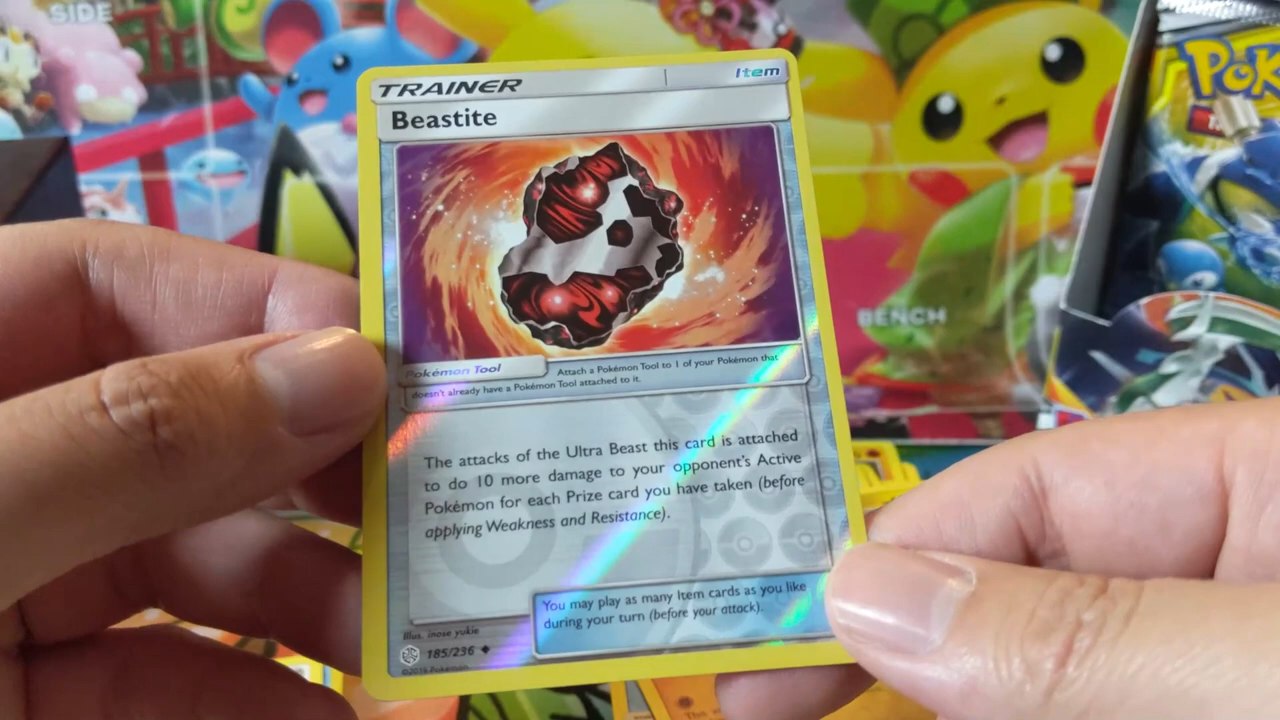 SIDE
TRAINER
Item
Beastite
POK
BENCH
Pokémon Tool
Attach a Pokémon Tool to 1 of your Pokémon that
doesn't already have a Pokémon Tool attached to it.
The attacks of the Ultra Beast this card is attached
to do 10 more damage to your opponent's Active
Pokémon for each Prize card you have taken (before
applying Weakness and Resistance).
You may play as many Item cards as you like
during your turn (before your attack).
Illus. inose yukie
185/236
Pokémon